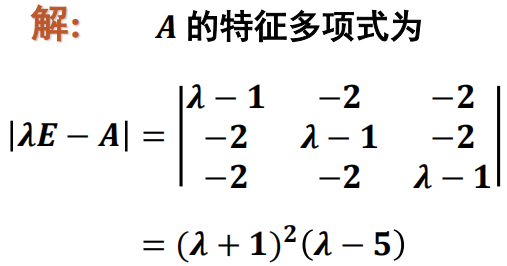 解: A 的特征多项式为
|λE − A| = |λ − 1 −2 −2|
|−2 λ − 1 −2|
|−2 −2 λ − 1|
= (λ + 1)²(λ − 5)